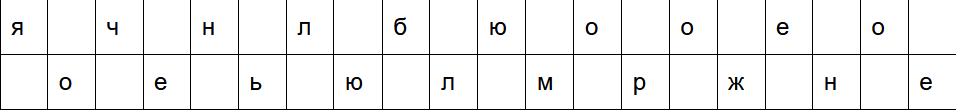 я ч н л б ю о о е о
о е ь ю л м р ж н е